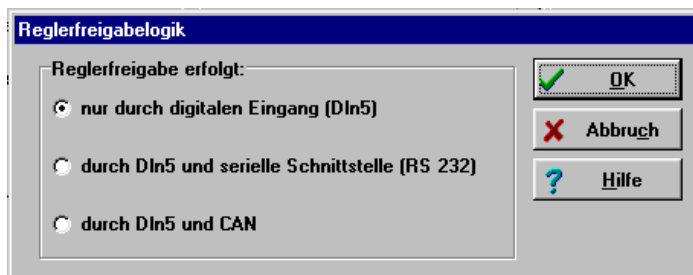 Reglerfreigabelogik
Reglerfreigabe erfolgt:
nur durch digitalen Eingang (DIn5)
durch DIn5 und serielle Schnittstelle (RS 232)
durch DIn5 und CAN
OK
Abbruch
Hilfe